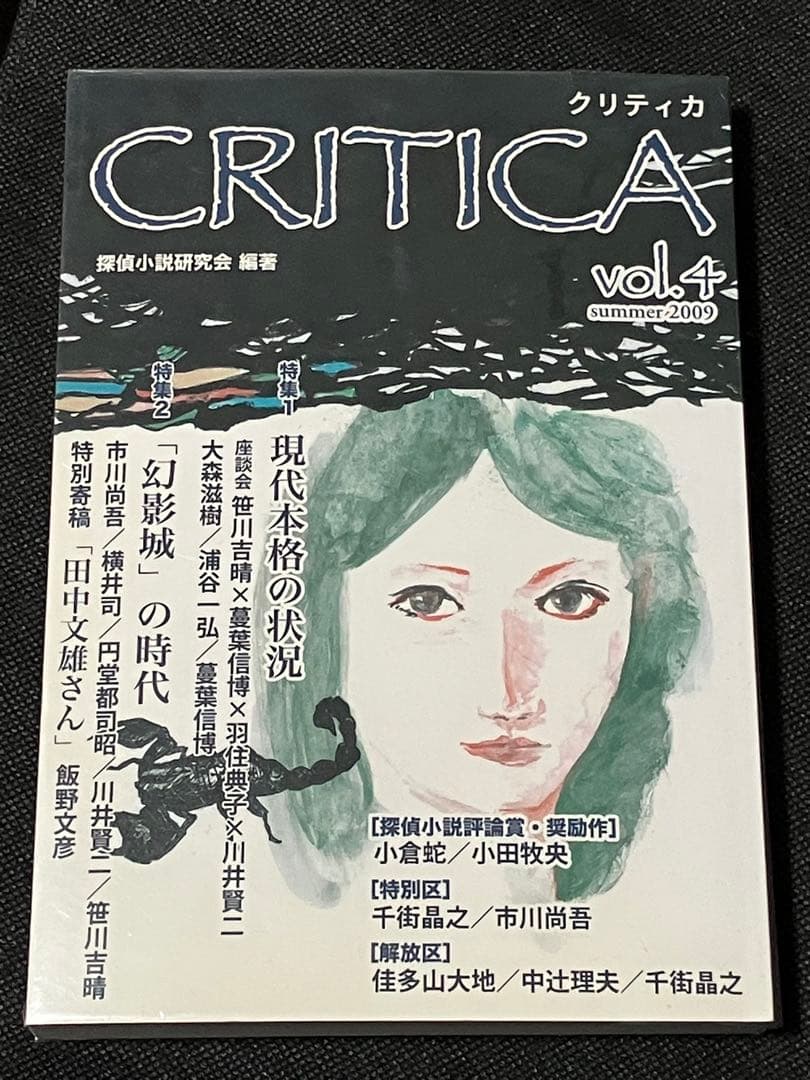 クリティカ
CRITICA
探偵小説研究会 編著
vol.4
summer 2009
特集1
現代本格の状況
座談会 笹川吉晴×蔓葉信博×羽住典子×川井賢二
大森滋樹／浦谷一弘／蔓葉信博
特集2
「幻影城」の時代
市川尚吾／横井司／円堂都司昭／川井賢二／笹川吉晴
特別寄稿 「田中文雄さん」 飯野文彦
[探偵小説評論賞・奨励作]
小倉蛇／小田牧央
[特別区]
千街晶之／市川尚吾
[解放区]
佳多山大地／中辻理夫／千街晶之